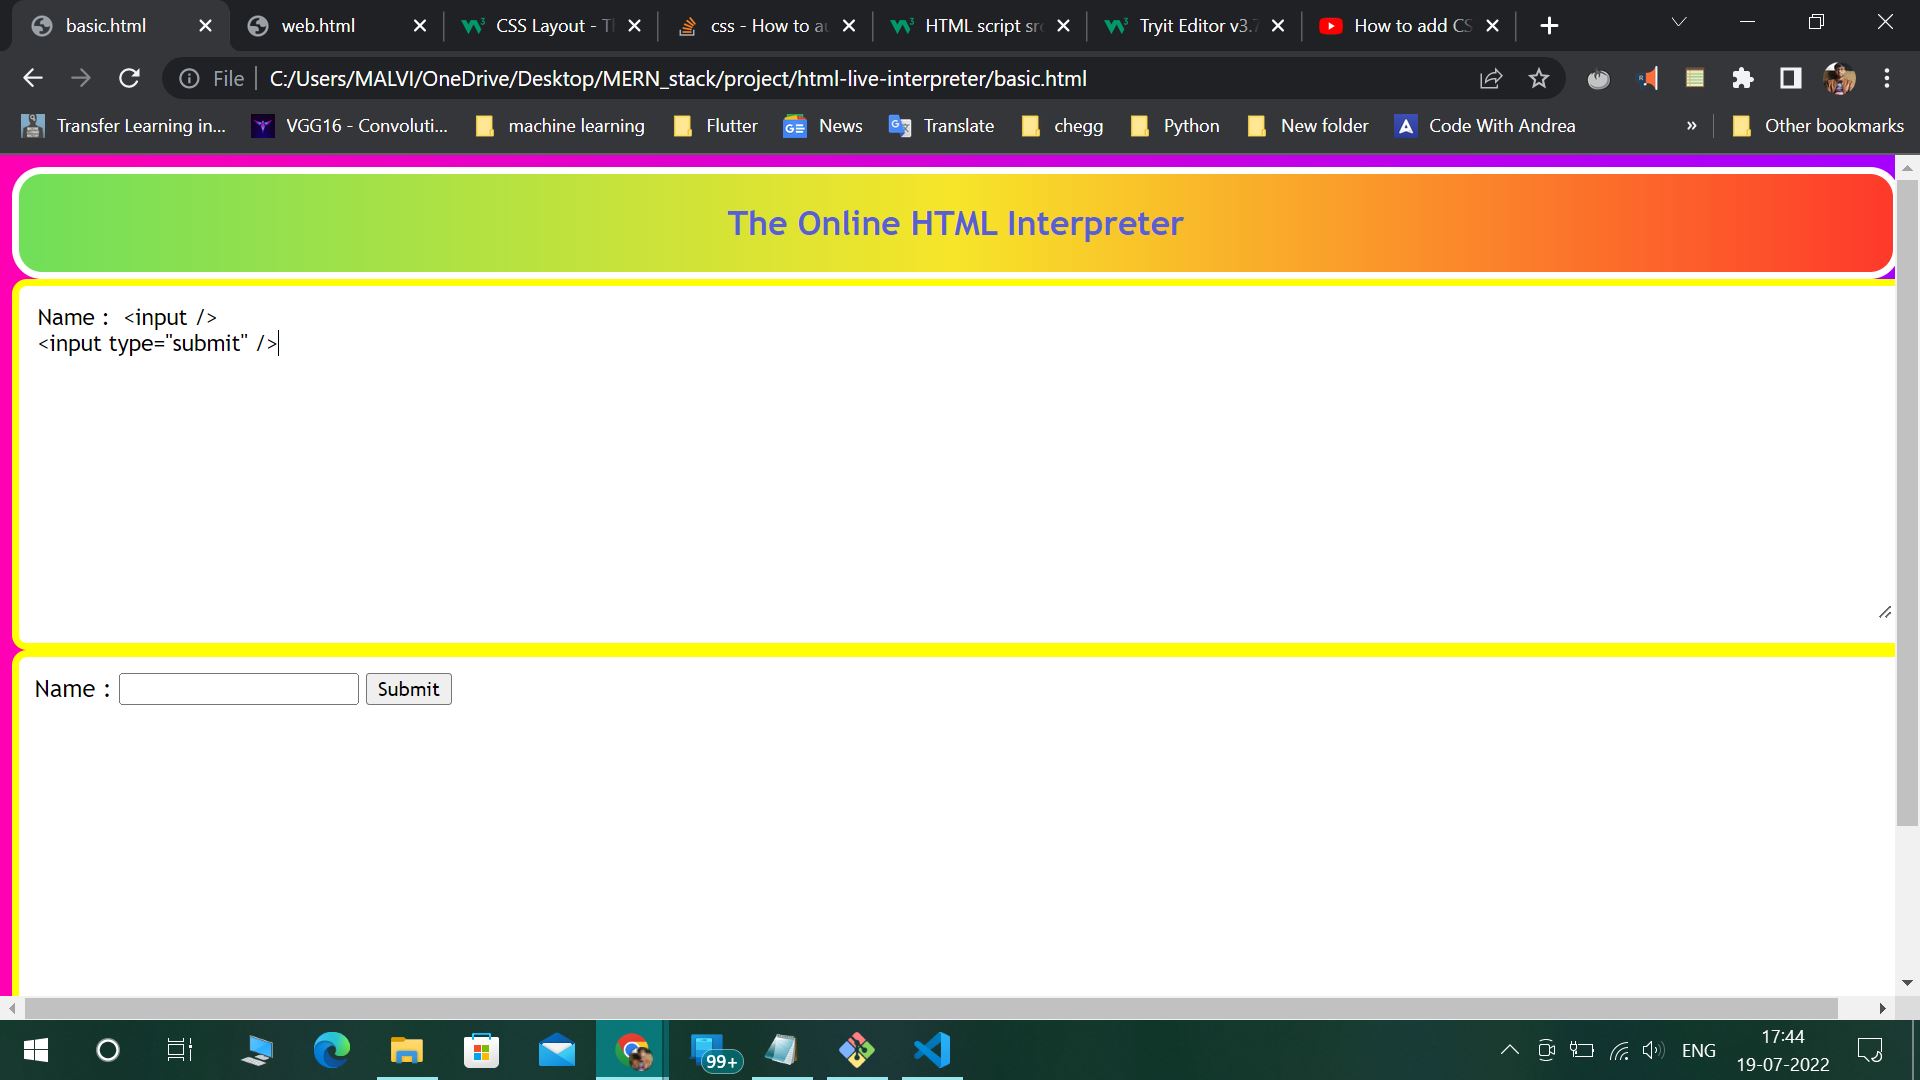 basic.html
web.html
CSS Layout - T
css - How to au
HTML script src
Tryit Editor v3.7
How to add CS
File
C:/Users/MALVI/OneDrive/Desktop/MERN_stack/project/html-live-interpreter/basic.html
Transfer Learning in...
VGG16 - Convoluti...
machine learning
Flutter
News
Translate
chegg
Python
New folder
Code With Andrea
»
Other bookmarks
The Online HTML Interpreter
Name :  <input />
<input type="submit" />
Name :
Submit
99+
ENG
17:44
19-07-2022